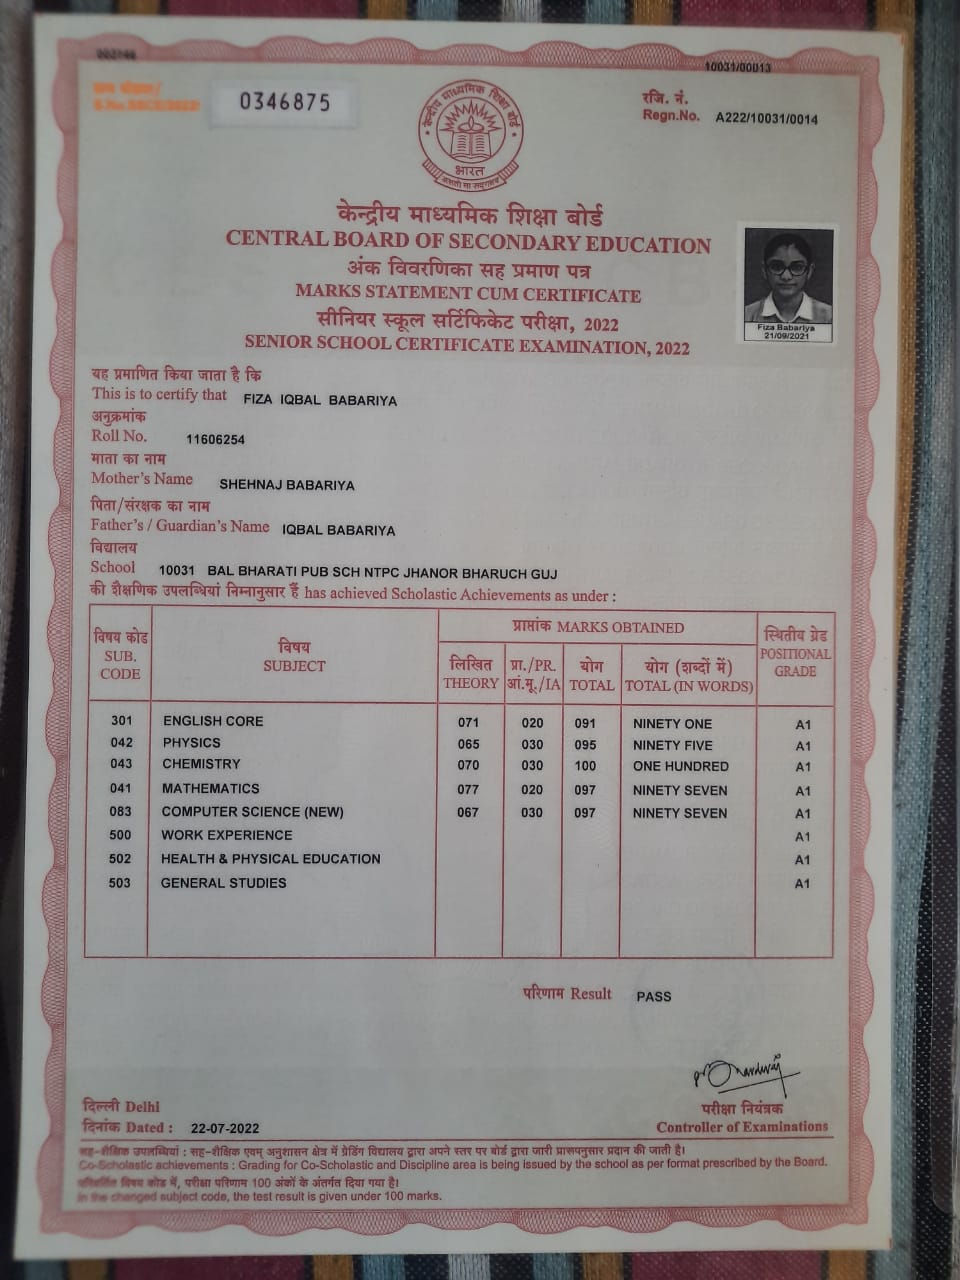 002148
10031/00013
क्रम संख्या /
S.No. SSCE/2022/ 0346875
रजि. नं.
Regn.No. A222/10031/0014
केन्द्रीय माध्यमिक शिक्षा बोर्ड
भारत
असतो मा सद्गमय
केन्द्रीय माध्यमिक शिक्षा बोर्ड
CENTRAL BOARD OF SECONDARY EDUCATION
अंक विवरणिका सह प्रमाण पत्र
MARKS STATEMENT CUM CERTIFICATE
सीनियर स्कूल सर्टिफिकेट परीक्षा, 2022
SENIOR SCHOOL CERTIFICATE EXAMINATION, 2022
Fiza Babariya
21/09/2021
यह प्रमाणित किया जाता है कि
This is to certify that FIZA IQBAL BABARIYA
अनुक्रमांक
Roll No. 11606254
माता का नाम
Mother's Name SHEHNAJ BABARIYA
पिता/संरक्षक का नाम
Father's / Guardian's Name IQBAL BABARIYA
विद्यालय
School 10031 BAL BHARATI PUB SCH NTPC JHANOR BHARUCH GUJ
की शैक्षणिक उपलब्धियां निम्नानुसार हैं has achieved Scholastic Achievements as under :
विषय कोड SUB. CODE
विषय SUBJECT
प्राप्तांक MARKS OBTAINED
स्थितीय ग्रेड POSITIONAL GRADE
लिखित THEORY
प्रा./PR. आं.मू./IA
योग TOTAL
योग (शब्दों में) TOTAL (IN WORDS)
301 ENGLISH CORE 071 020 091 NINETY ONE A1
042 PHYSICS 065 030 095 NINETY FIVE A1
043 CHEMISTRY 070 030 100 ONE HUNDRED A1
041 MATHEMATICS 077 020 097 NINETY SEVEN A1
083 COMPUTER SCIENCE (NEW) 067 030 097 NINETY SEVEN A1
500 WORK EXPERIENCE A1
502 HEALTH & PHYSICAL EDUCATION A1
503 GENERAL STUDIES A1
परिणाम Result PASS
दिल्ली Delhi
दिनांक Dated : 22-07-2022
परीक्षा नियंत्रक
Controller of Examinations
सह-शैक्षिक उपलब्धियां : सह-शैक्षिक एवम् अनुशासन क्षेत्र में ग्रेडिंग विद्यालय द्वारा अपने स्तर पर बोर्ड द्वारा जारी प्रारूपनुसार प्रदान की जाती है।
Co-Scholastic achievements : Grading for Co-Scholastic and Discipline area is being issued by the school as per format prescribed by the Board.
परिवर्तित विषय कोड में, परीक्षा परिणाम 100 अंकों के अंतर्गत दिया गया है।
In the changed subject code, the test result is given under 100 marks.